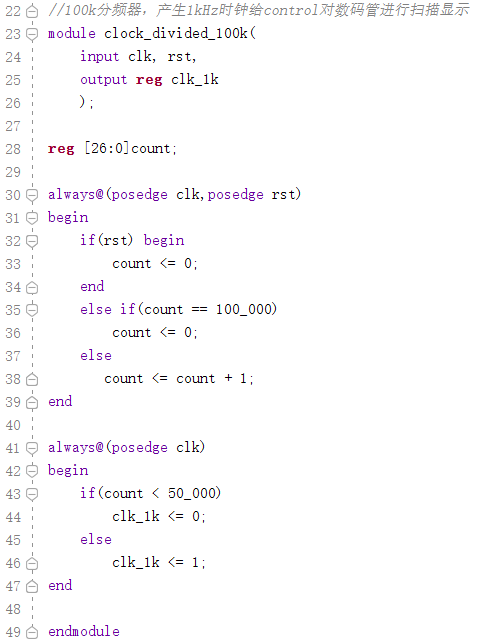 22 //100k分频器，产生1kHz时钟给control对数码管进行扫描显示
23 module clock_divided_100k(
24     input clk, rst,
25     output reg clk_1k
26     );
27
28 reg [26:0]count;
29
30 always@(posedge clk,posedge rst)
31 begin
32     if(rst) begin
33         count <= 0;
34     end
35     else if(count == 100_000)
36         count <= 0;
37     else
38        count <= count + 1;
39 end
40
41 always@(posedge clk)
42 begin
43     if(count < 50_000)
44         clk_1k <= 0;
45     else
46         clk_1k <= 1;
47 end
48
49 endmodule